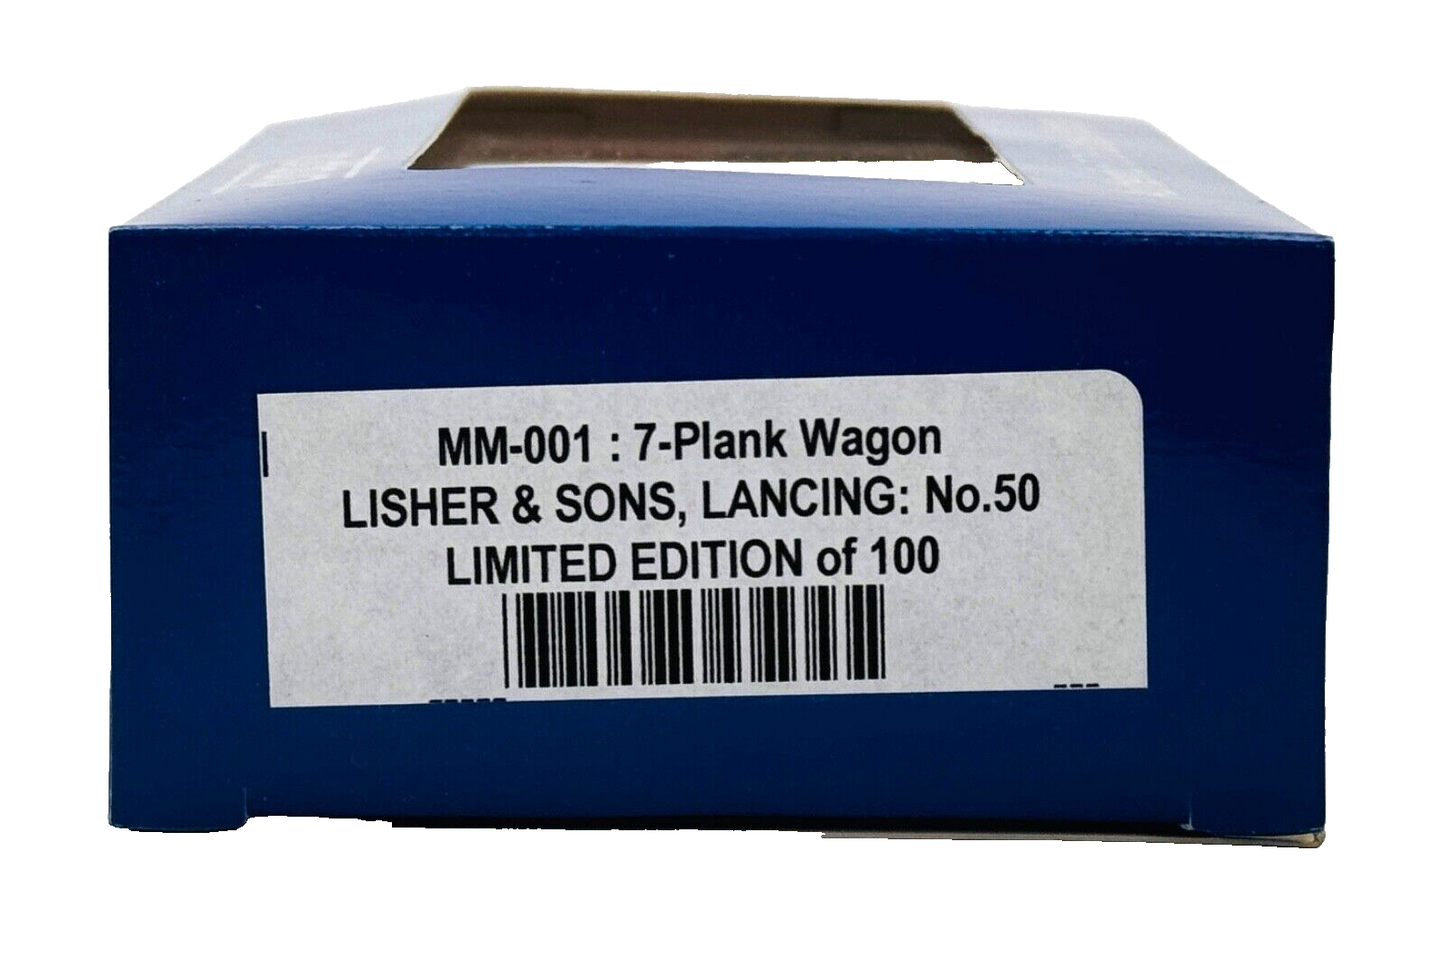 MM-001 : 7-Plank Wagon
LISHER & SONS, LANCING: No.50
LIMITED EDITION of 100